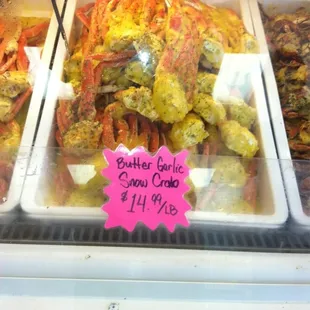 Butter Garlic
Snow Crab
$14.99/LB